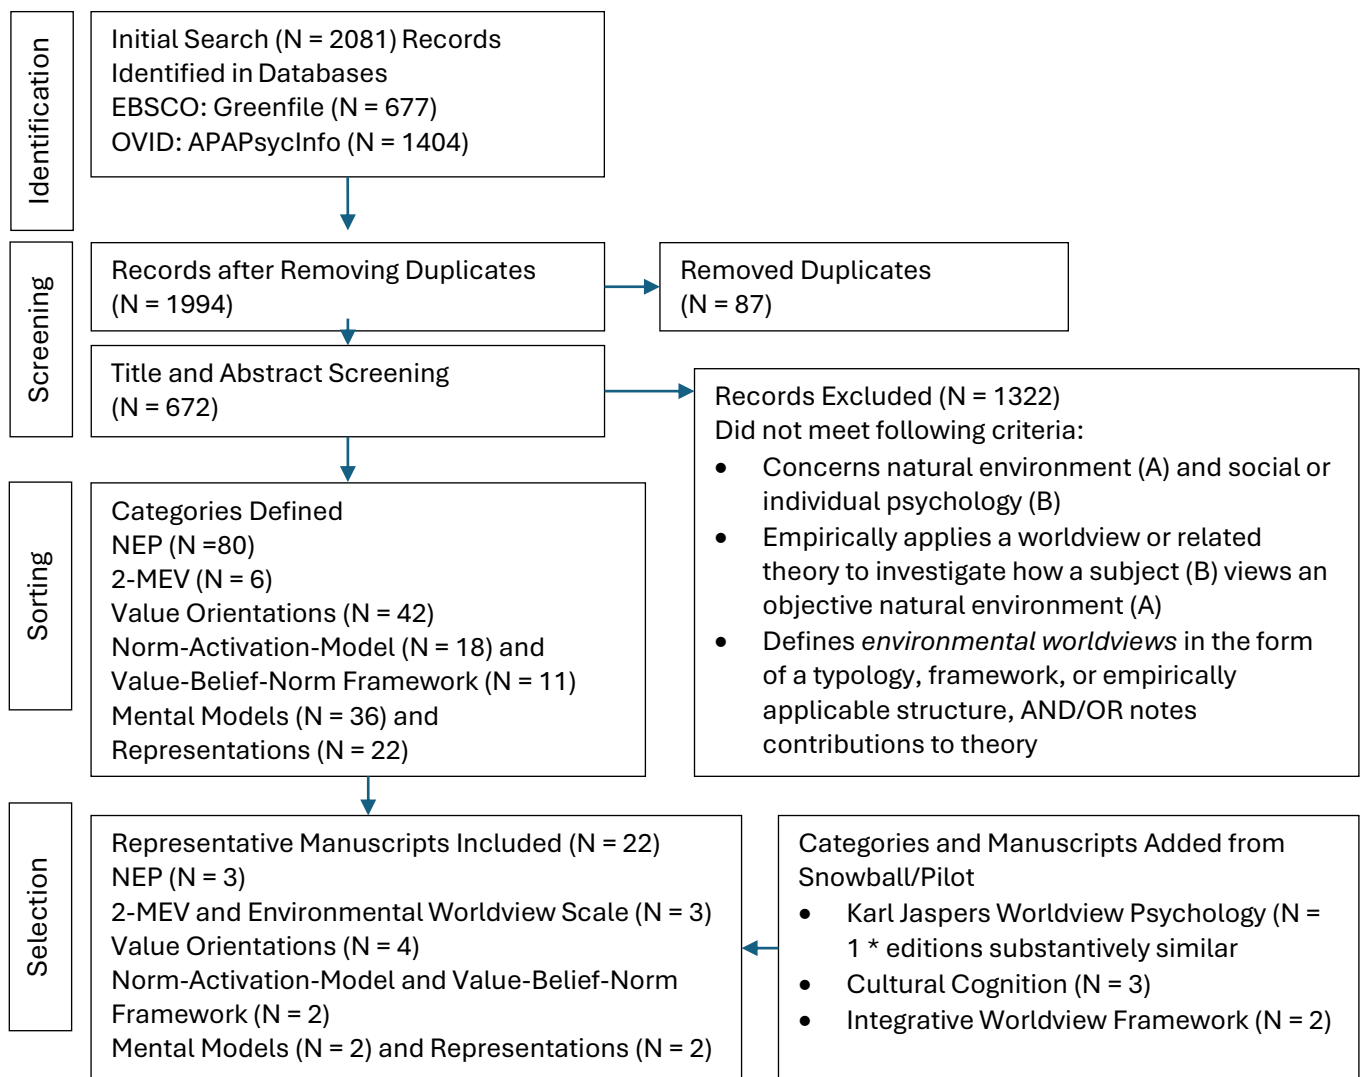 Identification
Initial Search (N = 2081) Records
Identified in Databases
EBSCO: Greenfile (N = 677)
OVID: APAPsycInfo (N = 1404)
Screening
Records after Removing Duplicates
(N = 1994)
Removed Duplicates
(N = 87)
Title and Abstract Screening
(N = 672)
Records Excluded (N = 1322)
Did not meet following criteria:
• Concerns natural environment (A) and social or
individual psychology (B)
• Empirically applies a worldview or related
theory to investigate how a subject (B) views an
objective natural environment (A)
• Defines environmental worldviews in the form
of a typology, framework, or empirically
applicable structure, AND/OR notes
contributions to theory
Sorting
Categories Defined
NEP (N =80)
2-MEV (N = 6)
Value Orientations (N = 42)
Norm-Activation-Model (N = 18) and
Value-Belief-Norm Framework (N = 11)
Mental Models (N = 36) and
Representations (N = 22)
Selection
Representative Manuscripts Included (N = 22)
NEP (N = 3)
2-MEV and Environmental Worldview Scale (N = 3)
Value Orientations (N = 4)
Norm-Activation-Model and Value-Belief-Norm
Framework (N = 2)
Mental Models (N = 2) and Representations (N = 2)
Categories and Manuscripts Added from
Snowball/Pilot
• Karl Jaspers Worldview Psychology (N =
1 * editions substantively similar
• Cultural Cognition (N = 3)
• Integrative Worldview Framework (N = 2)